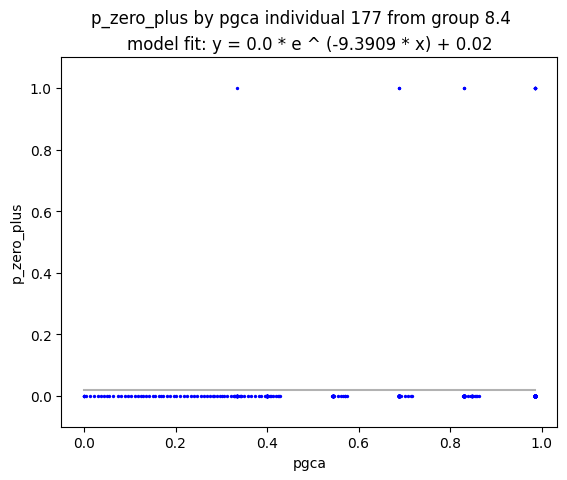 p_zero_plus by pgca individual 177 from group 8.4
model fit: y = 0.0 * e ^ (-9.3909 * x) + 0.02
1.0
0.8
0.6
0.4
0.2
0.0
p_zero_plus
0.0 0.2 0.4 0.6 0.8 1.0
pgca